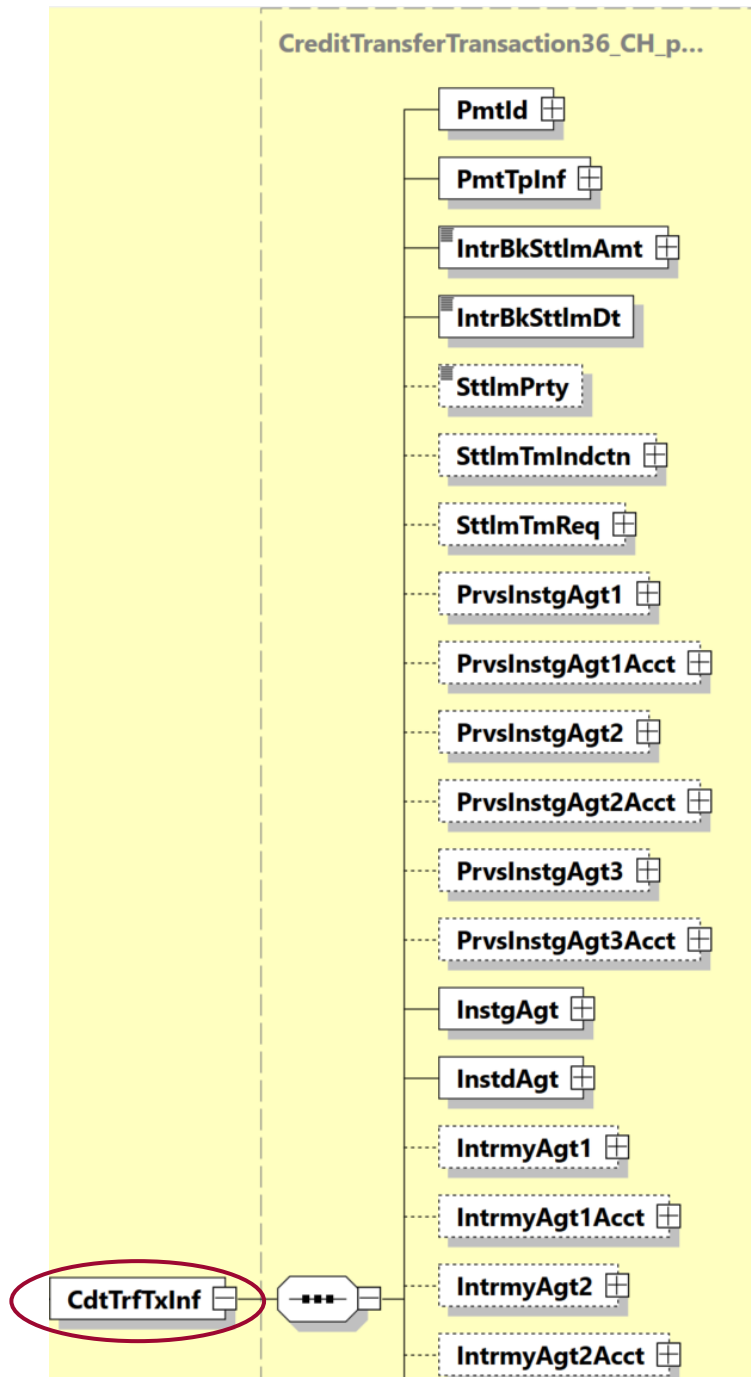 CreditTransferTransaction36_CH_p...
PmtId
PmtTpInf
IntrBkSttlmAmt
IntrBkSttlmDt
SttlmPrty
SttlmTmIndctn
SttlmTmReq
PrvsInstgAgt1
PrvsInstgAgt1Acct
PrvsInstgAgt2
PrvsInstgAgt2Acct
PrvsInstgAgt3
PrvsInstgAgt3Acct
InstgAgt
InstdAgt
IntrmyAgt1
IntrmyAgt1Acct
CdtTrfTxInf
IntrmyAgt2
IntrmyAgt2Acct